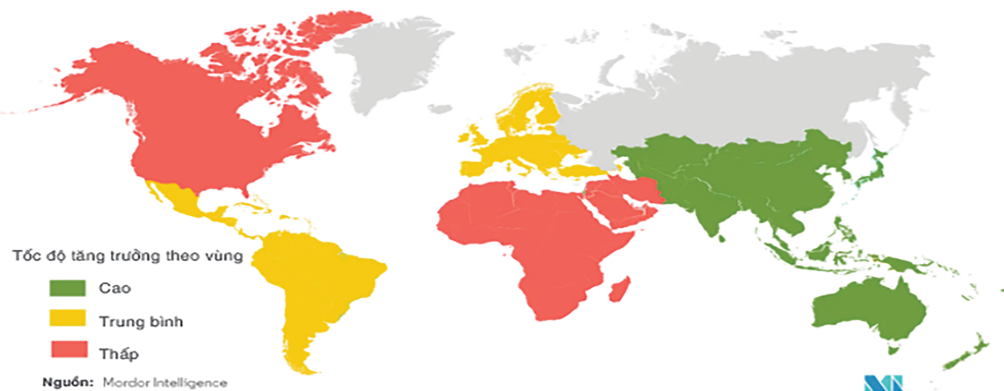 Tốc độ tăng trưởng theo vùng
Cao
Trung bình
Thấp
Nguồn: Mordor Intelligence